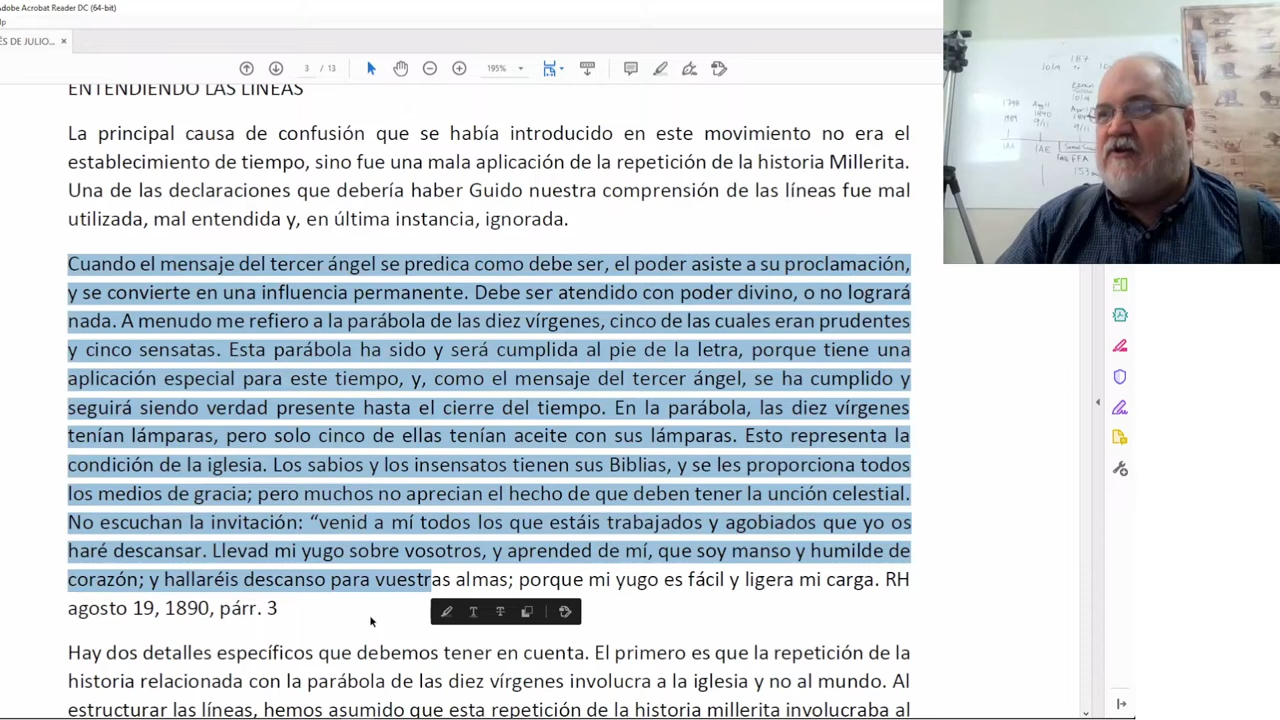 Adobe Acrobat Reader DC (64-bit)
lp
ÉS DE JULIO... ×
3 / 13
195%
ENTENDIENDO LAS LINEAS
La principal causa de confusión que se había introducido en este movimiento no era el
establecimiento de tiempo, sino fue una mala aplicación de la repetición de la historia Millerita.
Una de las declaraciones que debería haber Guido nuestra comprensión de las líneas fue mal
utilizada, mal entendida y, en última instancia, ignorada.
Cuando el mensaje del tercer ángel se predica como debe ser, el poder asiste a su proclamación,
y se convierte en una influencia permanente. Debe ser atendido con poder divino, o no logrará
nada. A menudo me refiero a la parábola de las diez vírgenes, cinco de las cuales eran prudentes
y cinco sensatas. Esta parábola ha sido y será cumplida al pie de la letra, porque tiene una
aplicación especial para este tiempo, y, como el mensaje del tercer ángel, se ha cumplido y
seguirá siendo verdad presente hasta el cierre del tiempo. En la parábola, las diez vírgenes
tenían lámparas, pero solo cinco de ellas tenían aceite con sus lámparas. Esto representa la
condición de la iglesia. Los sabios y los insensatos tienen sus Biblias, y se les proporciona todos
los medios de gracia; pero muchos no aprecian el hecho de que deben tener la unción celestial.
No escuchan la invitación: “venid a mí todos los que estáis trabajados y agobiados que yo os
haré descansar. Llevad mi yugo sobre vosotros, y aprended de mí, que soy manso y humilde de
corazón; y hallaréis descanso para vuestras almas; porque mi yugo es fácil y ligera mi carga. RH
agosto 19, 1890, párr. 3
Hay dos detalles específicos que debemos tener en cuenta. El primero es que la repetición de la
historia relacionada con la parábola de las diez vírgenes involucra a la iglesia y no al mundo. Al
estructurar las líneas, hemos asumido que esta repetición de la historia millerita involucraba al
1798
1989
9/11
1840
9/11
FFA
153